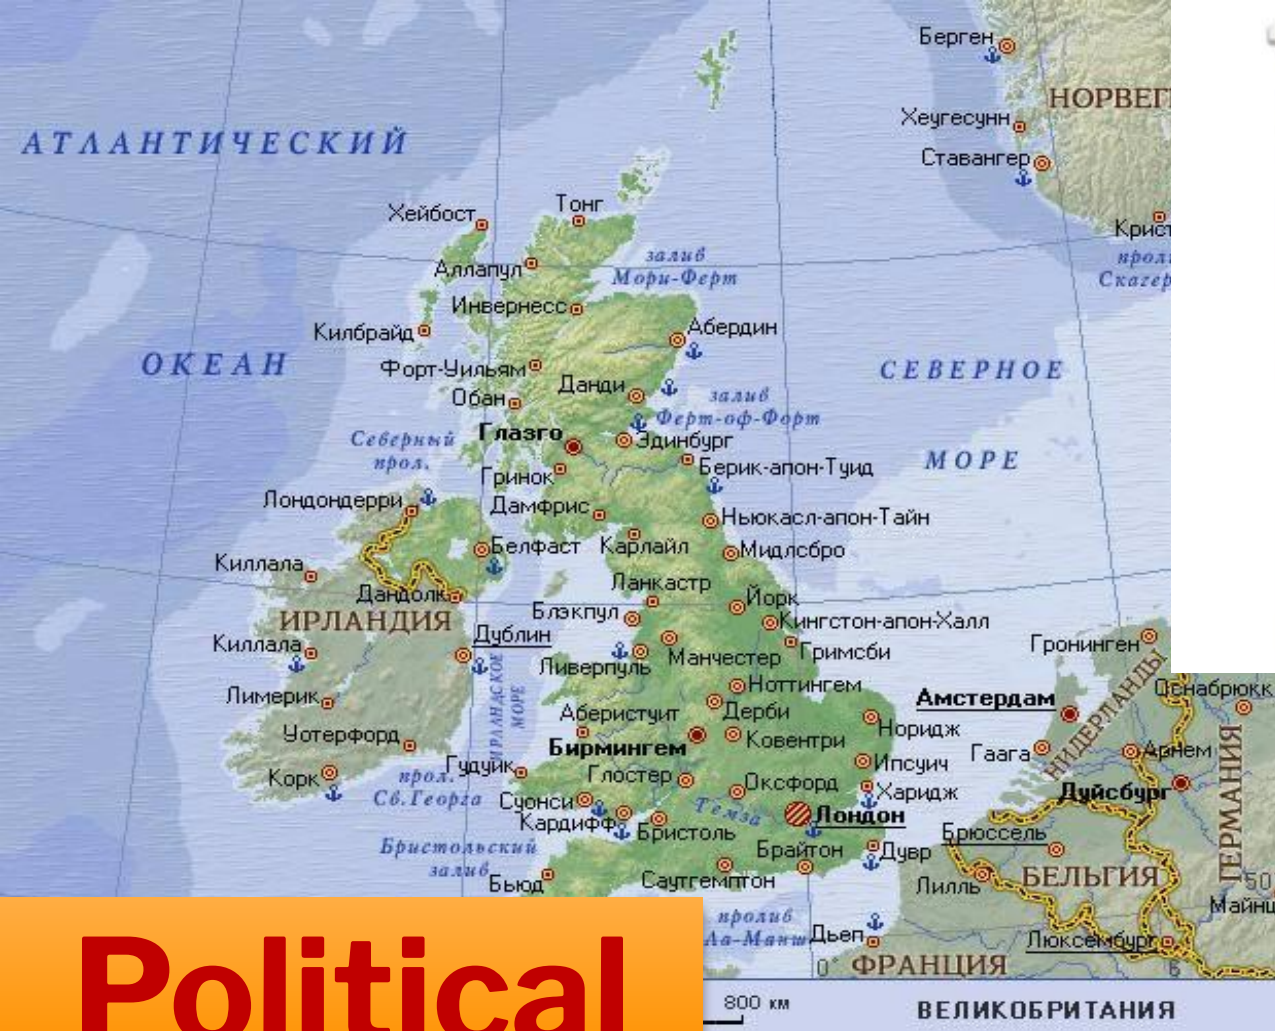 Берген
НОРВЕГ
Хеугесунн
АТЛАНТИЧЕСКИЙ
Ставангер
Тонг
Хейбост
Крист
залив
Мори-Ферт
прол
Скагер
Аллапул
Инвернесс
Килбрайд
Абердин
ОКЕАН
Форт-Уильям
СЕВЕРНОЕ
Данди
Обан
залив
Ферт-оф-Форт
Северный
прол.
Глазго
Эдинбург
МОРЕ
Берик-апон-Туид
Гринок
Лондондерри
Дамфрис
Ньюкасл-апон-Тайн
Белфаст
Карлайл
Мидлсбро
Киллала
Ланкастр
Дандолк
Йорк
Блэкпул
ИРЛАНДИЯ
Кингстон-апон-Халл
Дублин
Киллала
Гронинген
Гримсби
Манчестер
Ливерпуль
ИРЛАНДСКОЕ
МОРЕ
Ноттингем
НИДЕРЛАНДЫ
Оснабрюкк
Лимерик
Амстердам
Аберистуит
Дерби
Норидж
Уотерфорд
Бирмингем
Ковентри
Гаага
Арнем
ГЕРМАНИЯ
Гудуик
Ипсуич
Корк
прол.
Св.Георга
Глостер
Оксфорд
Харидж
Дуйсбург
Суонси
Темза
Лондон
Кардифф
Бристоль
Брюссель
Бристольский
залив
Брайтон
Дувр
Бьюд
Саутгемптон
Лилль
БЕЛЬГИЯ
50
Майнц
пролив
Ла-Манш
Дьеп
Люксембург
0°
ФРАНЦИЯ
6
Political
800 км
ВЕЛИКОБРИТАНИЯ